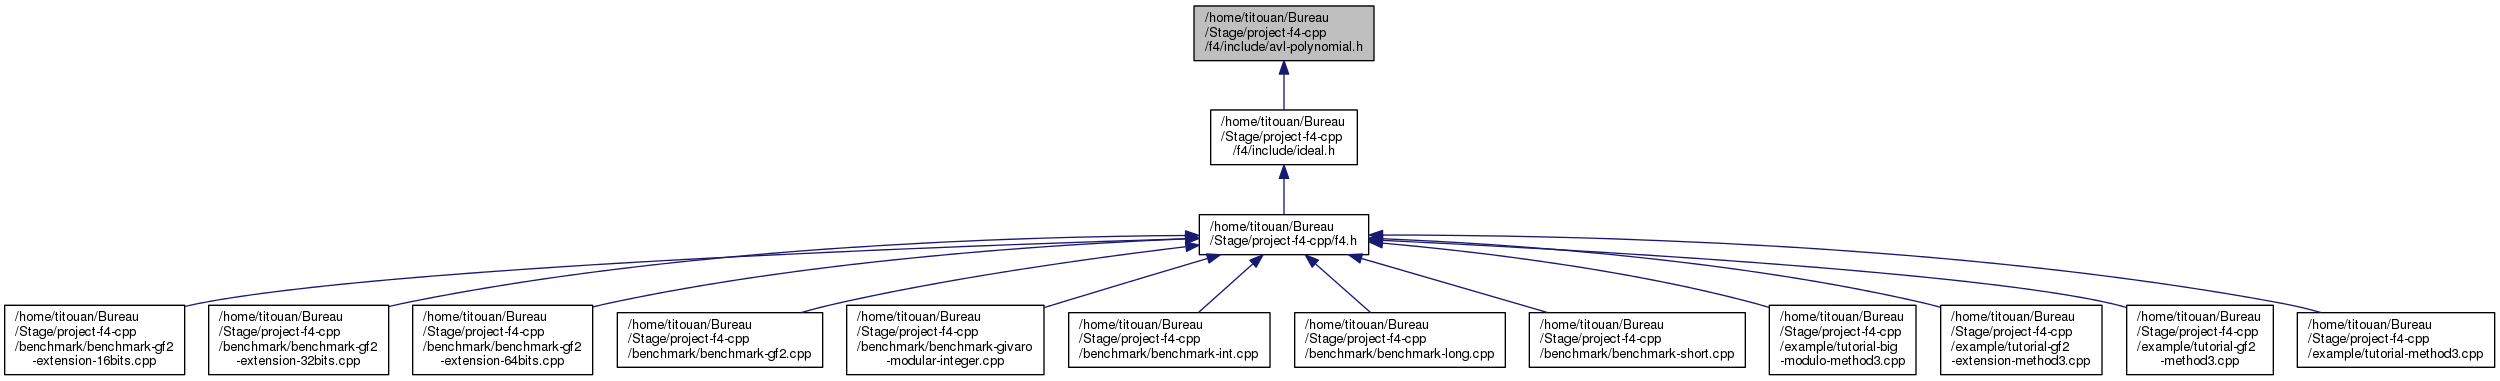 /home/titouan/Bureau
/Stage/project-f4-cpp
/f4/include/avl-polynomial.h
/home/titouan/Bureau
/Stage/project-f4-cpp
/f4/include/ideal.h
/home/titouan/Bureau
/Stage/project-f4-cpp/f4.h
/home/titouan/Bureau
/Stage/project-f4-cpp
/benchmark/benchmark-gf2
-extension-16bits.cpp
/home/titouan/Bureau
/Stage/project-f4-cpp
/benchmark/benchmark-gf2
-extension-32bits.cpp
/home/titouan/Bureau
/Stage/project-f4-cpp
/benchmark/benchmark-gf2
-extension-64bits.cpp
/home/titouan/Bureau
/Stage/project-f4-cpp
/benchmark/benchmark-gf2.cpp
/home/titouan/Bureau
/Stage/project-f4-cpp
/benchmark/benchmark-givaro
-modular-integer.cpp
/home/titouan/Bureau
/Stage/project-f4-cpp
/benchmark/benchmark-int.cpp
/home/titouan/Bureau
/Stage/project-f4-cpp
/benchmark/benchmark-long.cpp
/home/titouan/Bureau
/Stage/project-f4-cpp
/benchmark/benchmark-short.cpp
/home/titouan/Bureau
/Stage/project-f4-cpp
/example/tutorial-big
-modulo-method3.cpp
/home/titouan/Bureau
/Stage/project-f4-cpp
/example/tutorial-gf2
-extension-method3.cpp
/home/titouan/Bureau
/Stage/project-f4-cpp
/example/tutorial-gf2
-method3.cpp
/home/titouan/Bureau
/Stage/project-f4-cpp
/example/tutorial-method3.cpp